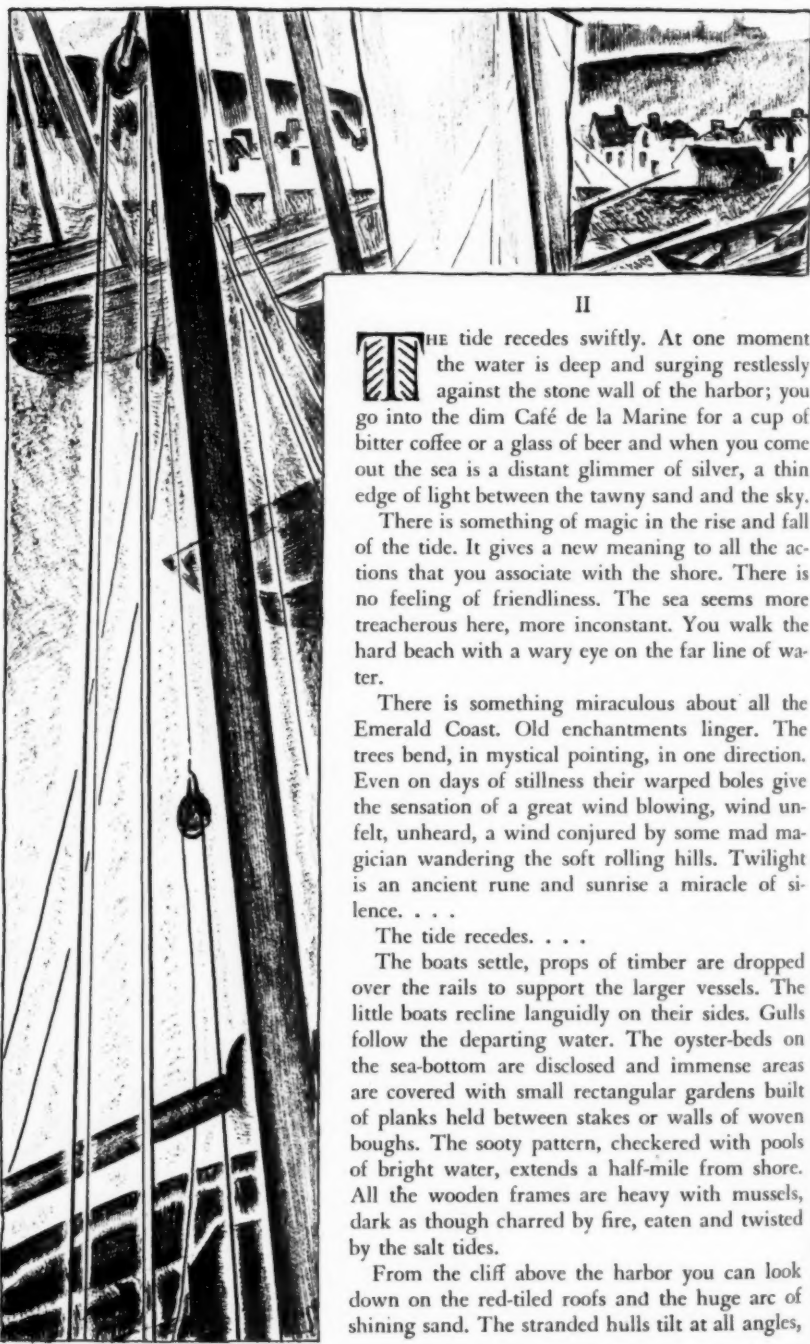 II
THE tide recedes swiftly. At one moment
the water is deep and surging restlessly
against the stone wall of the harbor; you
go into the dim Café de la Marine for a cup of
bitter coffee or a glass of beer and when you come
out the sea is a distant glimmer of silver, a thin
edge of light between the tawny sand and the sky.
There is something of magic in the rise and fall
of the tide. It gives a new meaning to all the ac-
tions that you associate with the shore. There is
no feeling of friendliness. The sea seems more
treacherous here, more inconstant. You walk the
hard beach with a wary eye on the far line of wa-
ter.
There is something miraculous about all the
Emerald Coast. Old enchantments linger. The
trees bend, in mystical pointing, in one direction.
Even on days of stillness their warped boles give
the sensation of a great wind blowing, wind un-
felt, unheard, a wind conjured by some mad ma-
gician wandering the soft rolling hills. Twilight
is an ancient rune and sunrise a miracle of si-
lence. . . .
The tide recedes. . . .
The boats settle, props of timber are dropped
over the rails to support the larger vessels. The
little boats recline languidly on their sides. Gulls
follow the departing water. The oyster-beds on
the sea-bottom are disclosed and immense areas
are covered with small rectangular gardens built
of planks held between stakes or walls of woven
boughs. The sooty pattern, checkered with pools
of bright water, extends a half-mile from shore.
All the wooden frames are heavy with mussels,
dark as though charred by fire, eaten and twisted
by the salt tides.
From the cliff above the harbor you can look
down on the red-tiled roofs and the huge arc of
shining sand. The stranded hulls tilt at all angles,